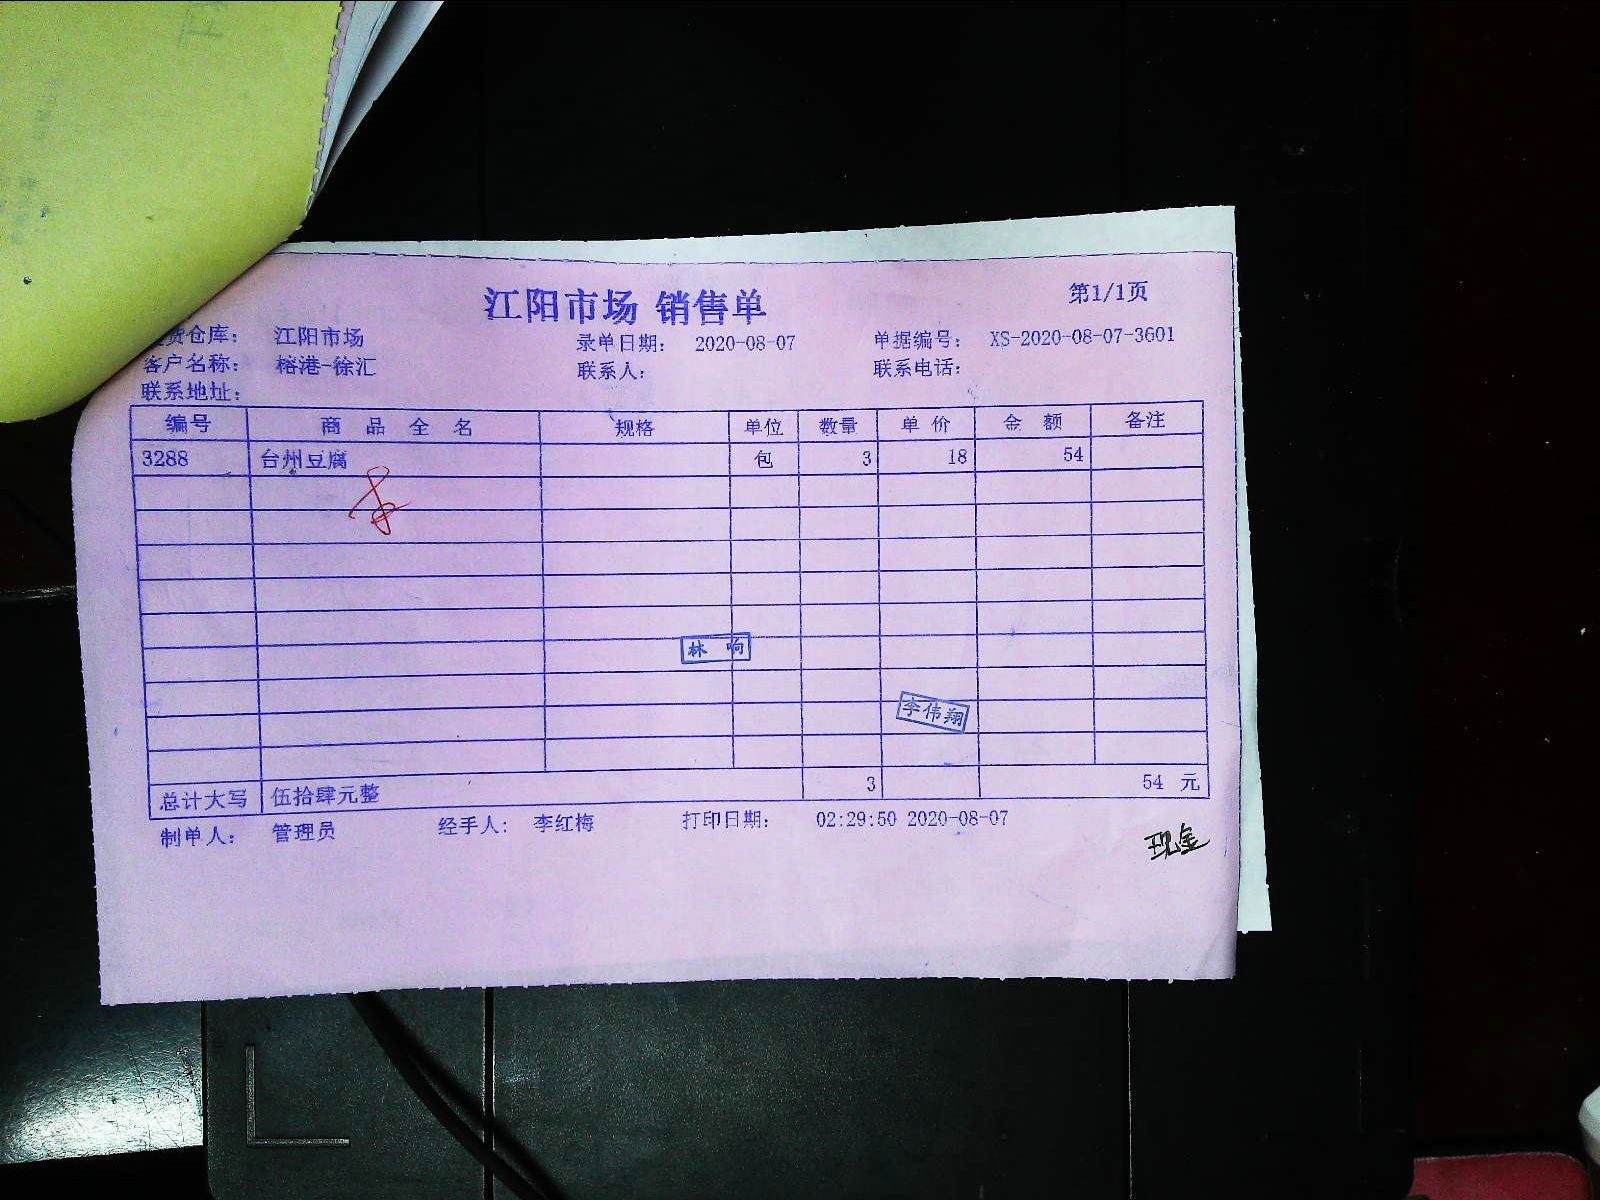 江阳市场 销售单
第1/1页
货仓库： 江阳市场 录单日期： 2020-08-07 单据编号： XS-2020-08-07-3601
客户名称： 榕港-徐汇 联系人： 联系电话：
联系地址：
编号 商品全名 规格 单位 数量 单价 金额 备注
3288 台州豆腐 包 3 18 54
林 响
李伟翔
总计大写 伍拾肆元整 3 54 元
制单人： 管理员 经手人： 李红梅 打印日期： 02:29:50 2020-08-07
现金